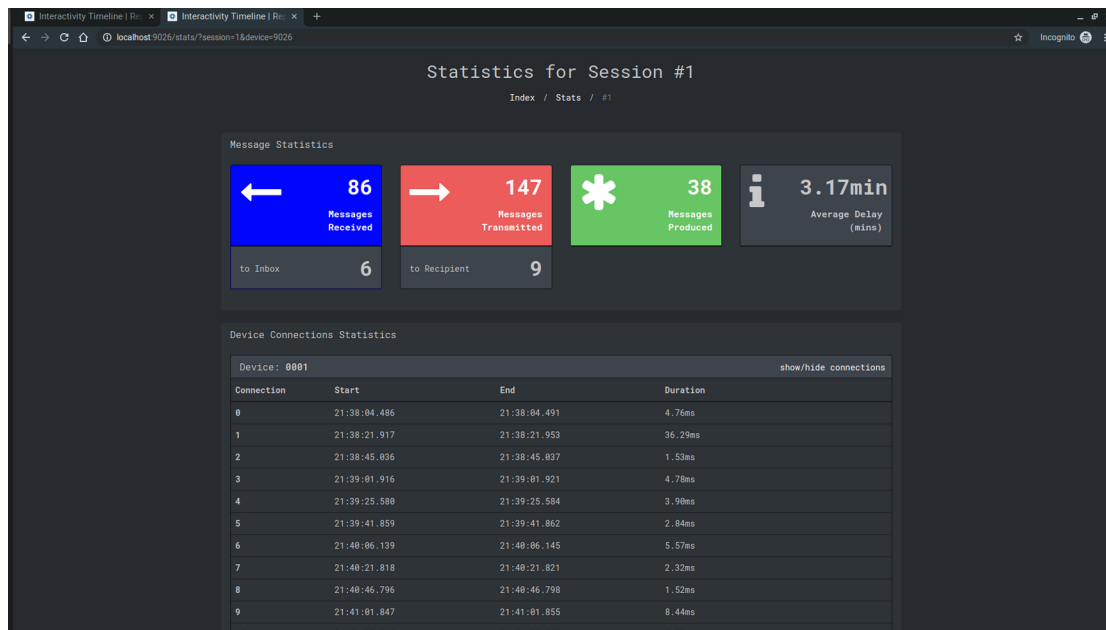 Interactivity Timeline | Re
Interactivity Timeline | Re
localhost:9026/stats/?session=1&device=9026
Incognito
Statistics for Session #1
Index / Stats / #1
Message Statistics
86
Messages
Received
to Inbox 6
147
Messages
Transmitted
to Recipient 9
38
Messages
Produced
3.17min
Average Delay
(mins)
Device Connections Statistics
Device: 0001 show/hide connections
Connection Start End Duration
0 21:38:04.486 21:38:04.491 4.76ms
1 21:38:21.917 21:38:21.953 36.29ms
2 21:38:45.036 21:38:45.037 1.53ms
3 21:39:01.916 21:39:01.921 4.78ms
4 21:39:25.580 21:39:25.584 3.90ms
5 21:39:41.859 21:39:41.862 2.84ms
6 21:40:06.139 21:40:06.145 5.57ms
7 21:40:21.818 21:40:21.821 2.32ms
8 21:40:46.796 21:40:46.798 1.52ms
9 21:41:01.847 21:41:01.855 8.44ms